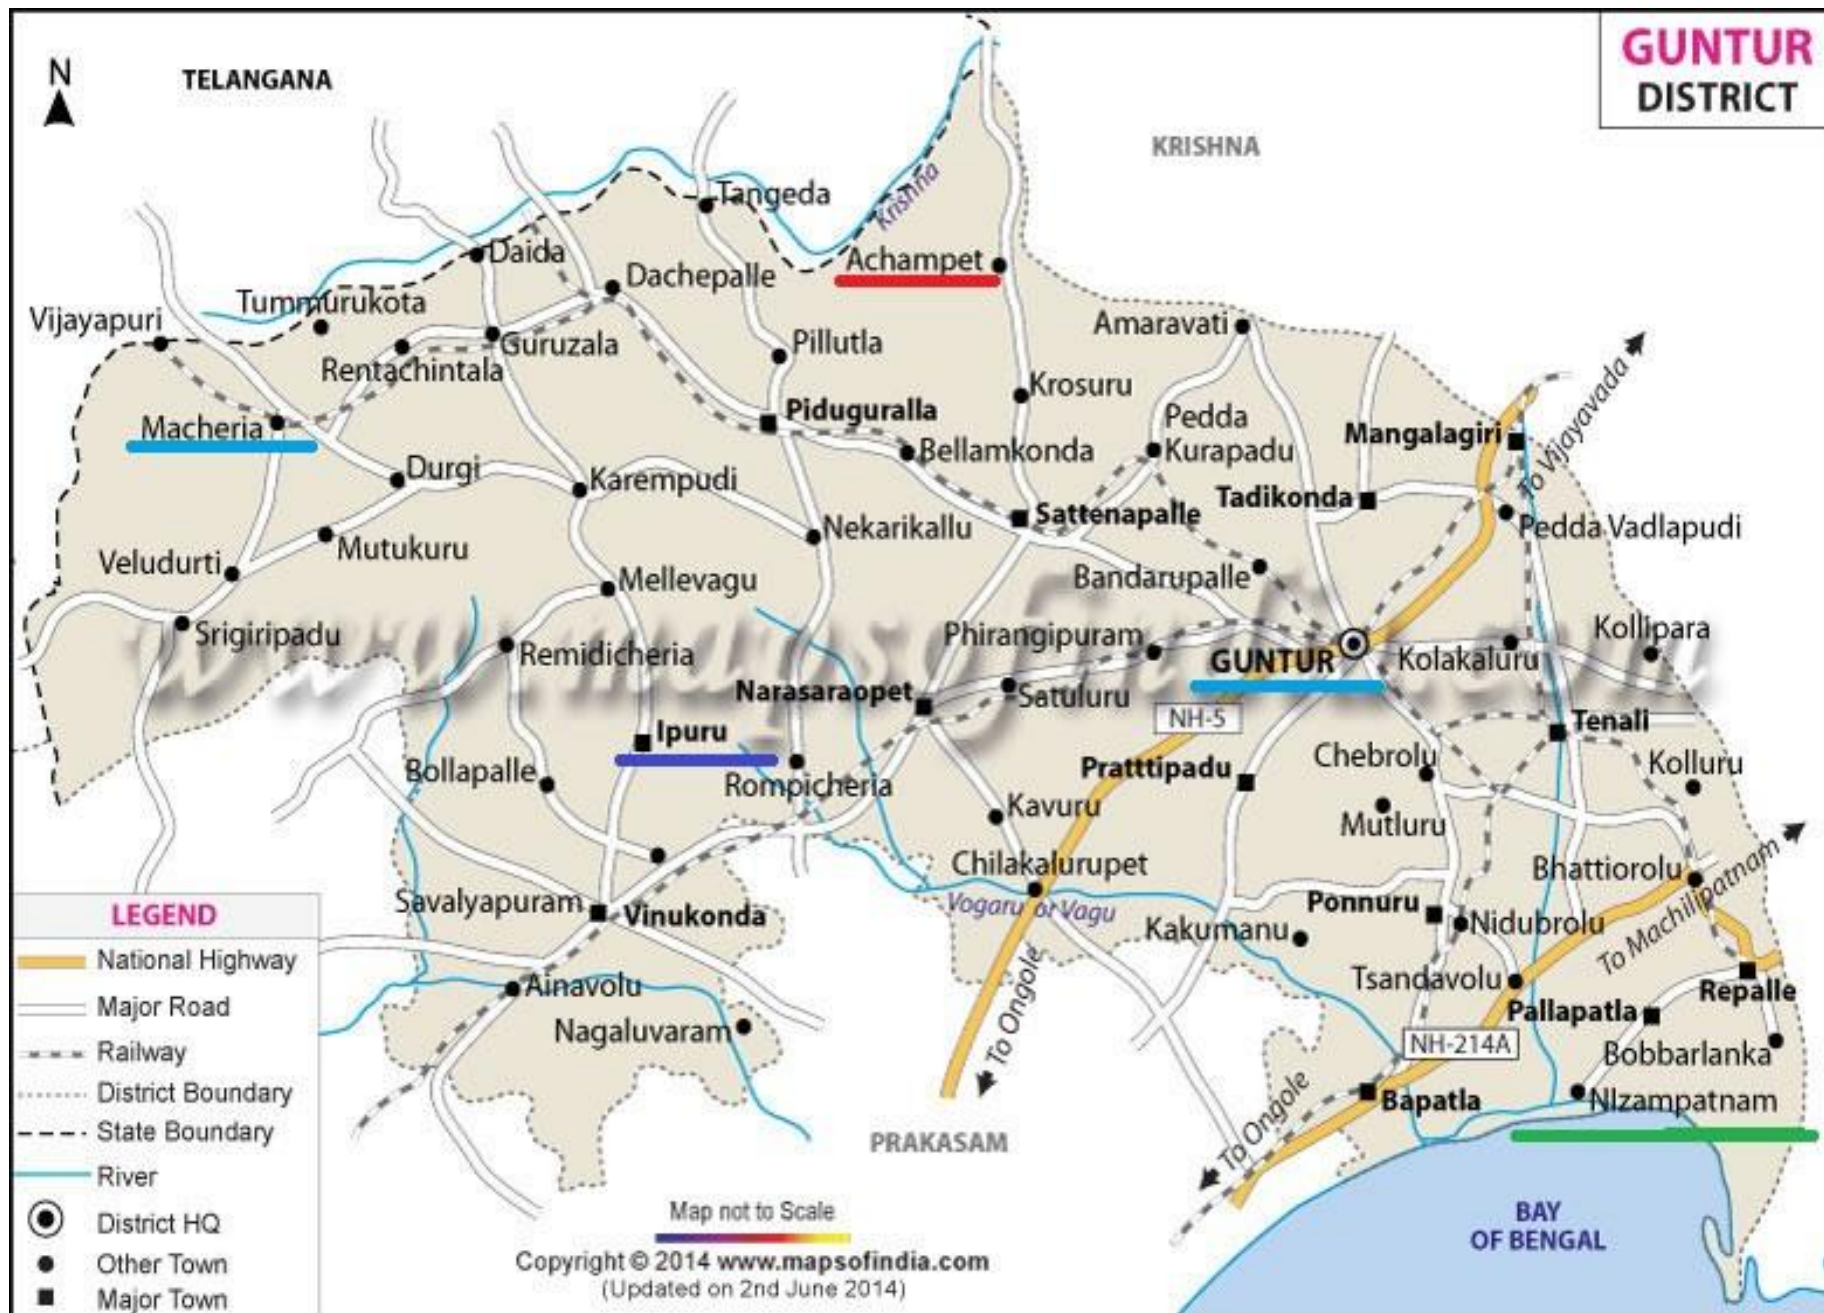 GUNTUR
DISTRICT
N
TELANGANA
KRISHNA
Krishna
Tangeda
Daida
Dachepalle
Achampet
Tummurukota
Vijayapuri
Guruzala
Rentachintala
Pillutla
Amaravati
Krosuru
Macheria
Piduguralla
Pedda
Kurapadu
Mangalagiri
To Vijayavada
Durgi
Karempudi
Bellamkonda
Tadikonda
Sattenapalle
Pedda Vadlapudi
Mutukuru
Nekarikallu
Veludurti
Mellevagu
Bandarupalle
www.mapsofindia.com
Srigiripadu
Remidicheria
Phirangipuram
GUNTUR
Kolakaluru
Kollipara
Narasaraopet
Satuluru
NH-5
Ipuru
Tenali
Bollapalle
Rompicheria
Pratttipadu
Chebrolu
Kolluru
Kavuru
Mutluru
Chilakalurupet
Bhattiorolu
To Machilipatnam
Savalyapuram
Vinukonda
Vogaru or Vagu
Kakumanu
Ponnuru
Nidubrolu
Ainavolu
To Ongole
Tsandavolu
Repalle
Pallapatla
Nagaluvaram
NH-214A
Bobbarlanka
Bapatla
NIzampatnam
To Ongole
PRAKASAM
BAY
OF BENGAL
LEGEND
National Highway
Major Road
Railway
District Boundary
State Boundary
River
District HQ
Other Town
Major Town
Map not to Scale
Copyright © 2014 www.mapsofindia.com
(Updated on 2nd June 2014)